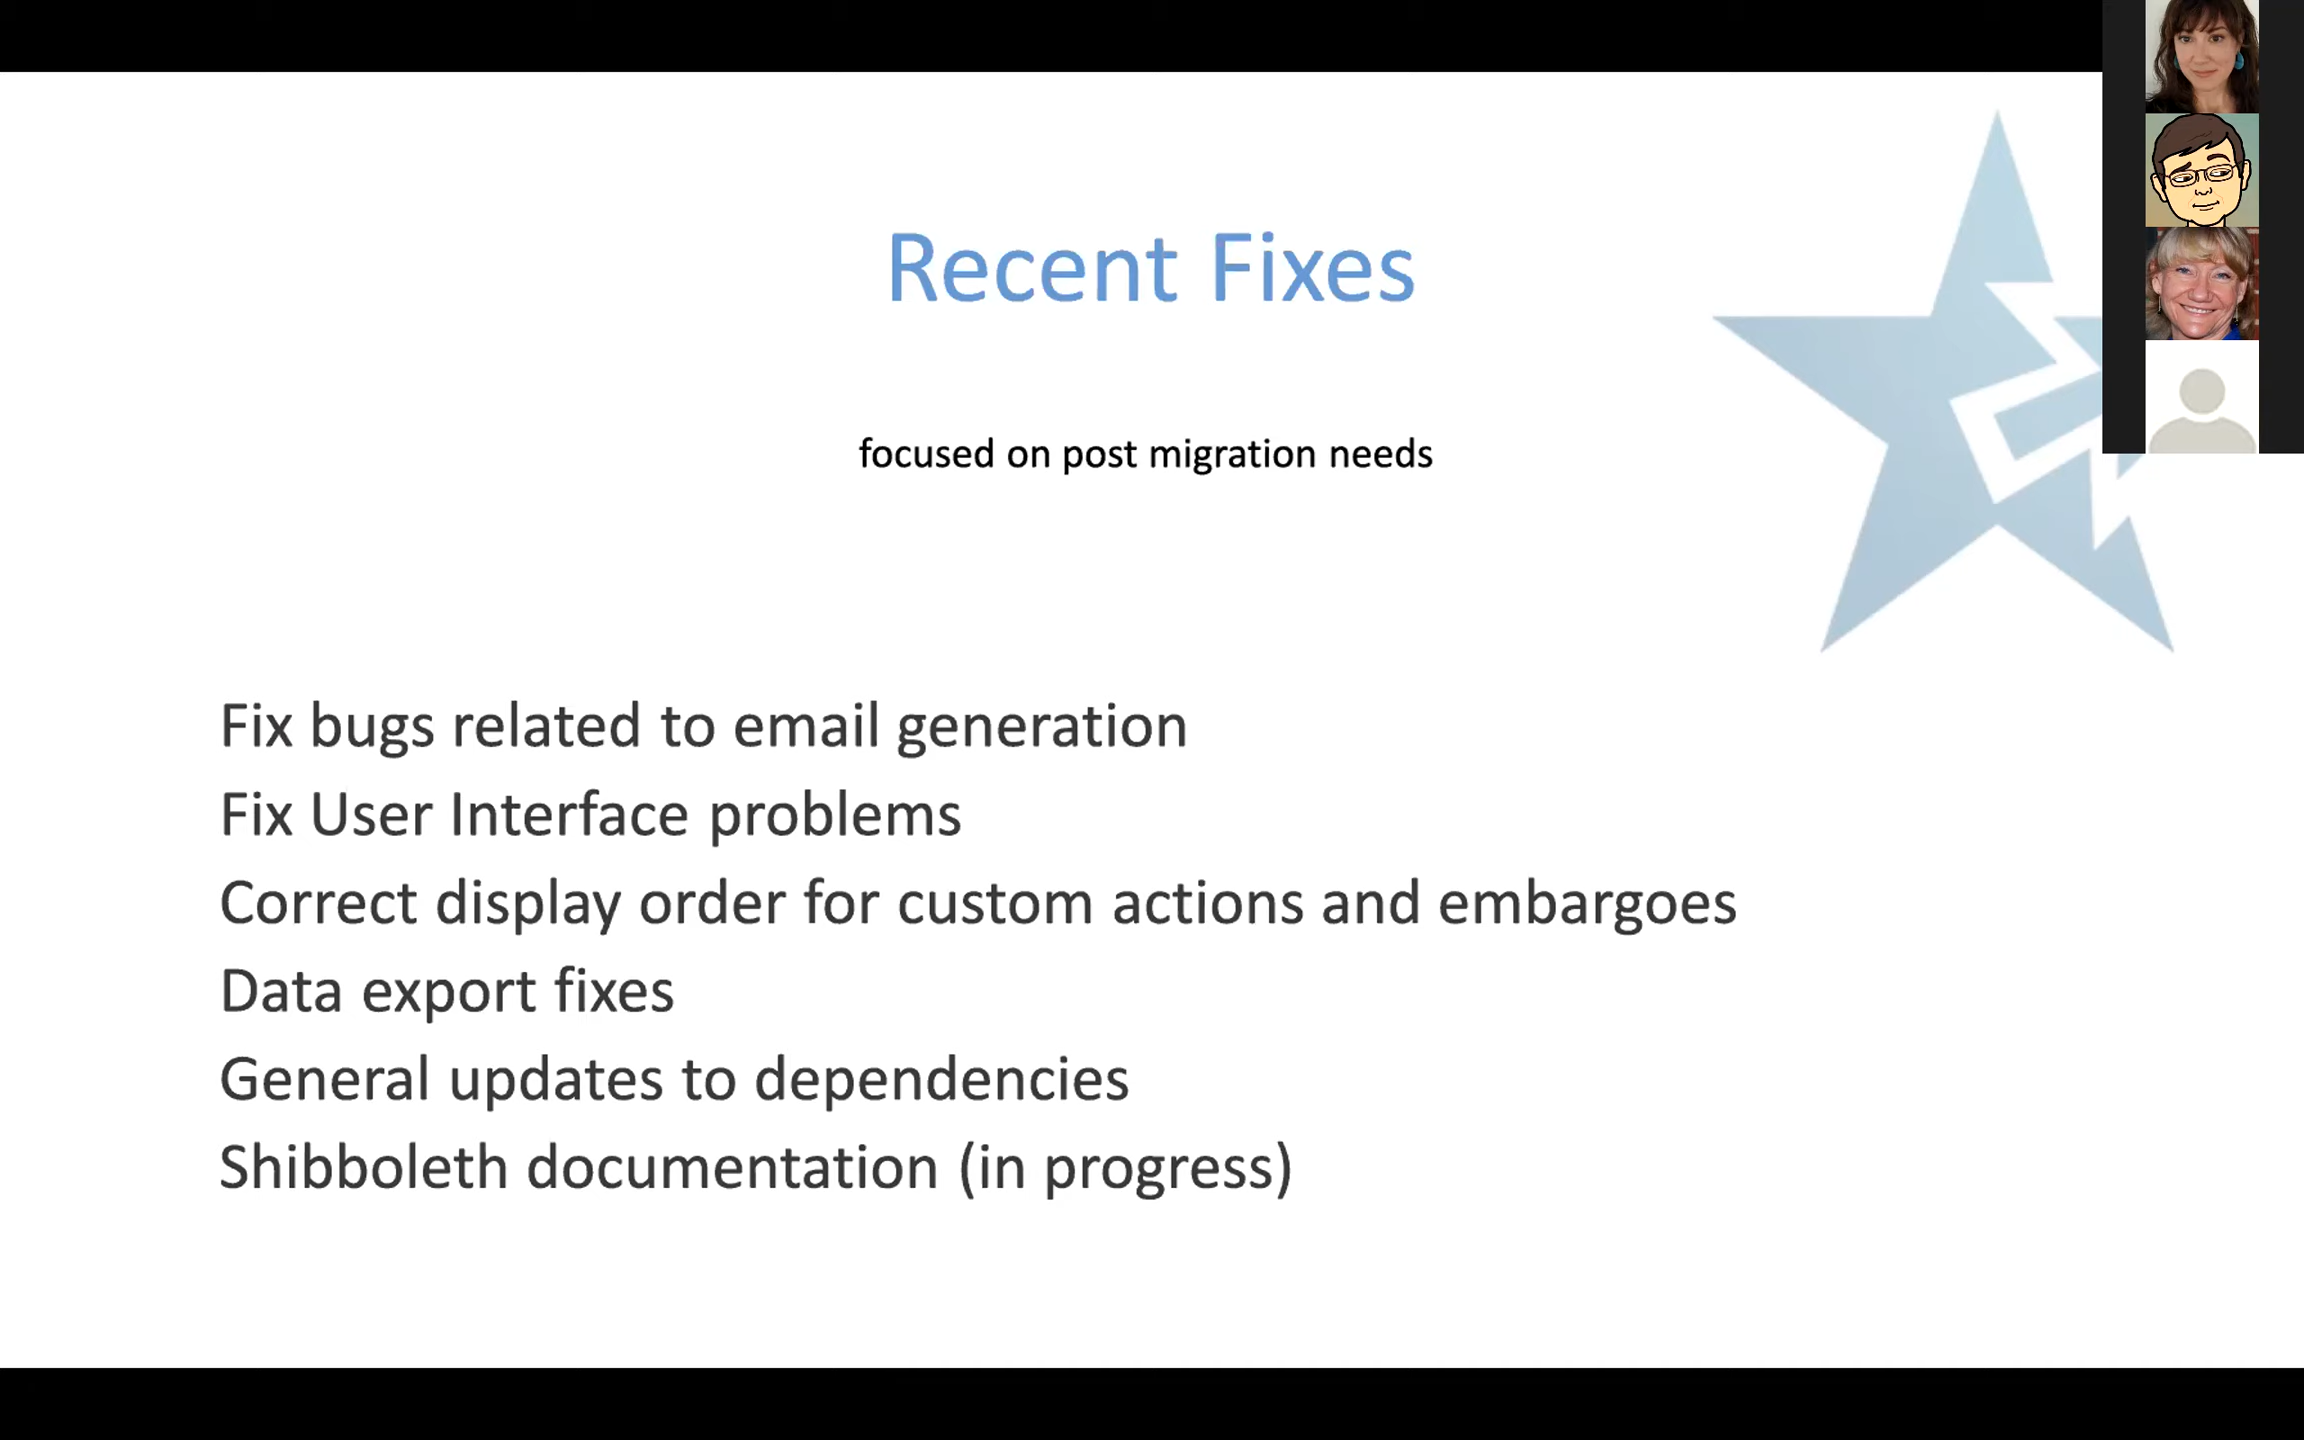 Recent Fixes
focused on post migration needs
Fix bugs related to email generation
Fix User Interface problems
Correct display order for custom actions and embargoes
Data export fixes
General updates to dependencies
Shibboleth documentation (in progress)